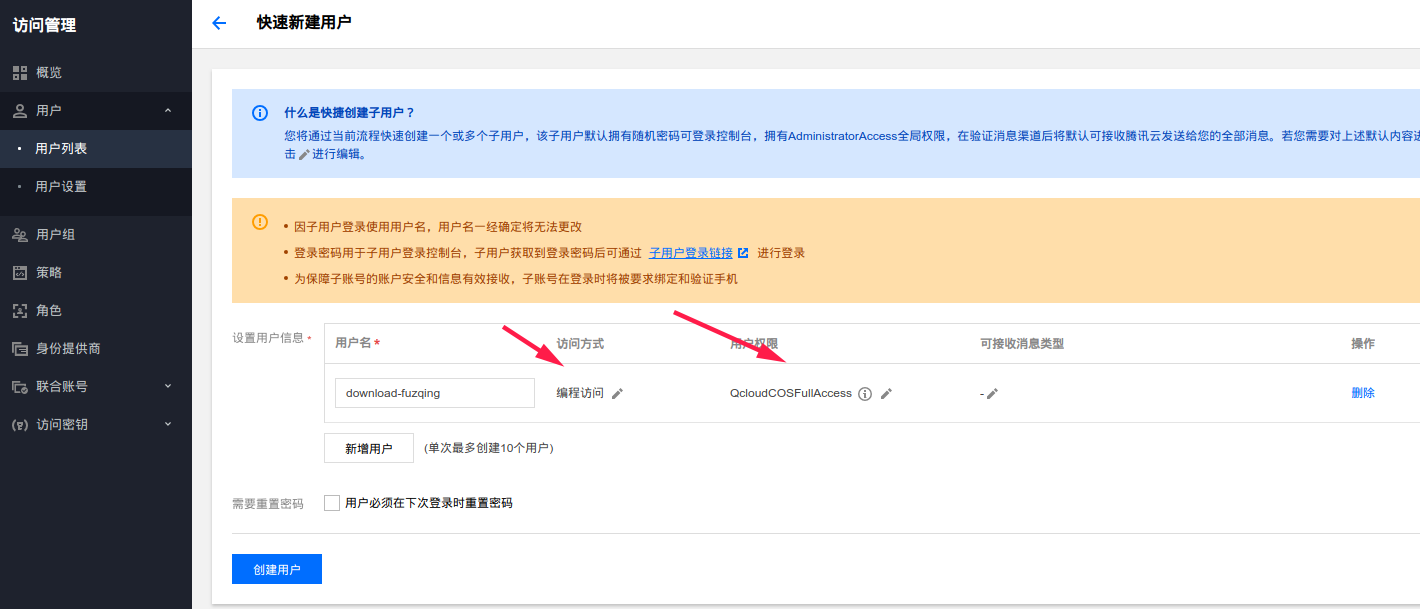 访问管理
概览
用户
用户列表
用户设置
用户组
策略
角色
身份提供商
联合账号
访问密钥
快速新建用户
什么是快捷创建子用户？
您将通过当前流程快速创建一个或多个子用户，该子用户默认拥有随机密码可登录控制台，拥有AdministratorAccess全局权限，在验证消息渠道后将默认可接收腾讯云发送给您的全部消息。若您需要对上述默认内容进
击 进行编辑。
• 因子用户登录使用用户名，用户名一经确定将无法更改
• 登录密码用于子用户登录控制台，子用户获取到登录密码后可通过 子用户登录链接 进行登录
• 为保障子账号的账户安全和信息有效接收，子账号在登录时将被要求绑定和验证手机
设置用户信息 *
用户名 * 访问方式 用户权限 可接收消息类型 操作
download-fuzqing 编程访问 QcloudCOSFullAccess - 删除
新增用户 (单次最多创建10个用户)
需要重置密码 用户必须在下次登录时重置密码
创建用户